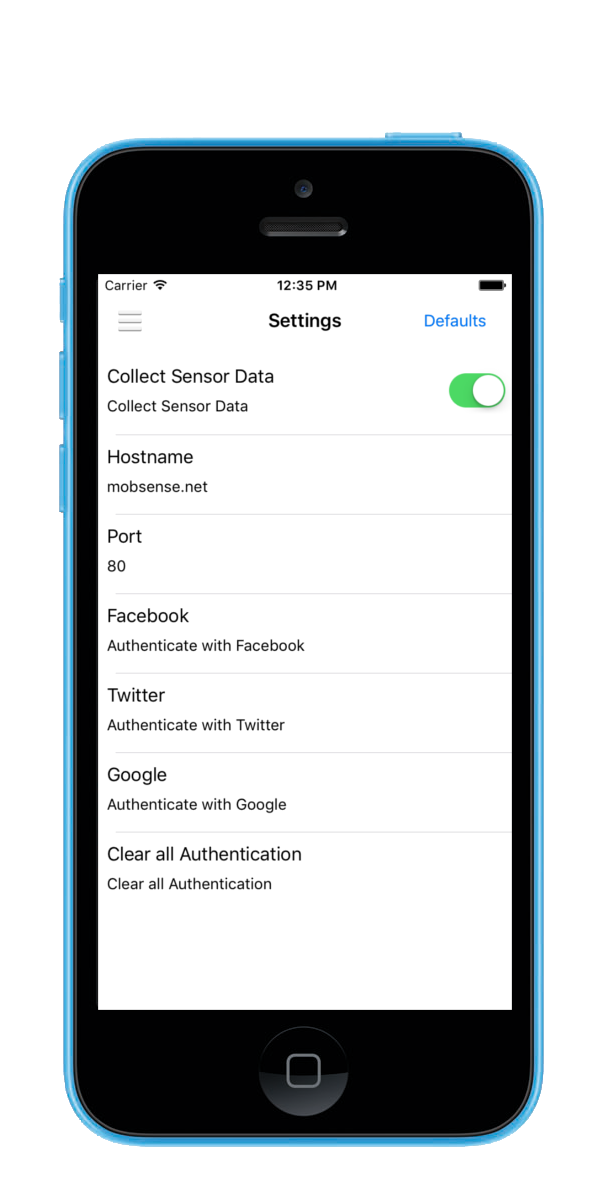 Carrier 12:35 PM
Settings Defaults
Collect Sensor Data
Collect Sensor Data
Hostname
mobsense.net
Port
80
Facebook
Authenticate with Facebook
Twitter
Authenticate with Twitter
Google
Authenticate with Google
Clear all Authentication
Clear all Authentication